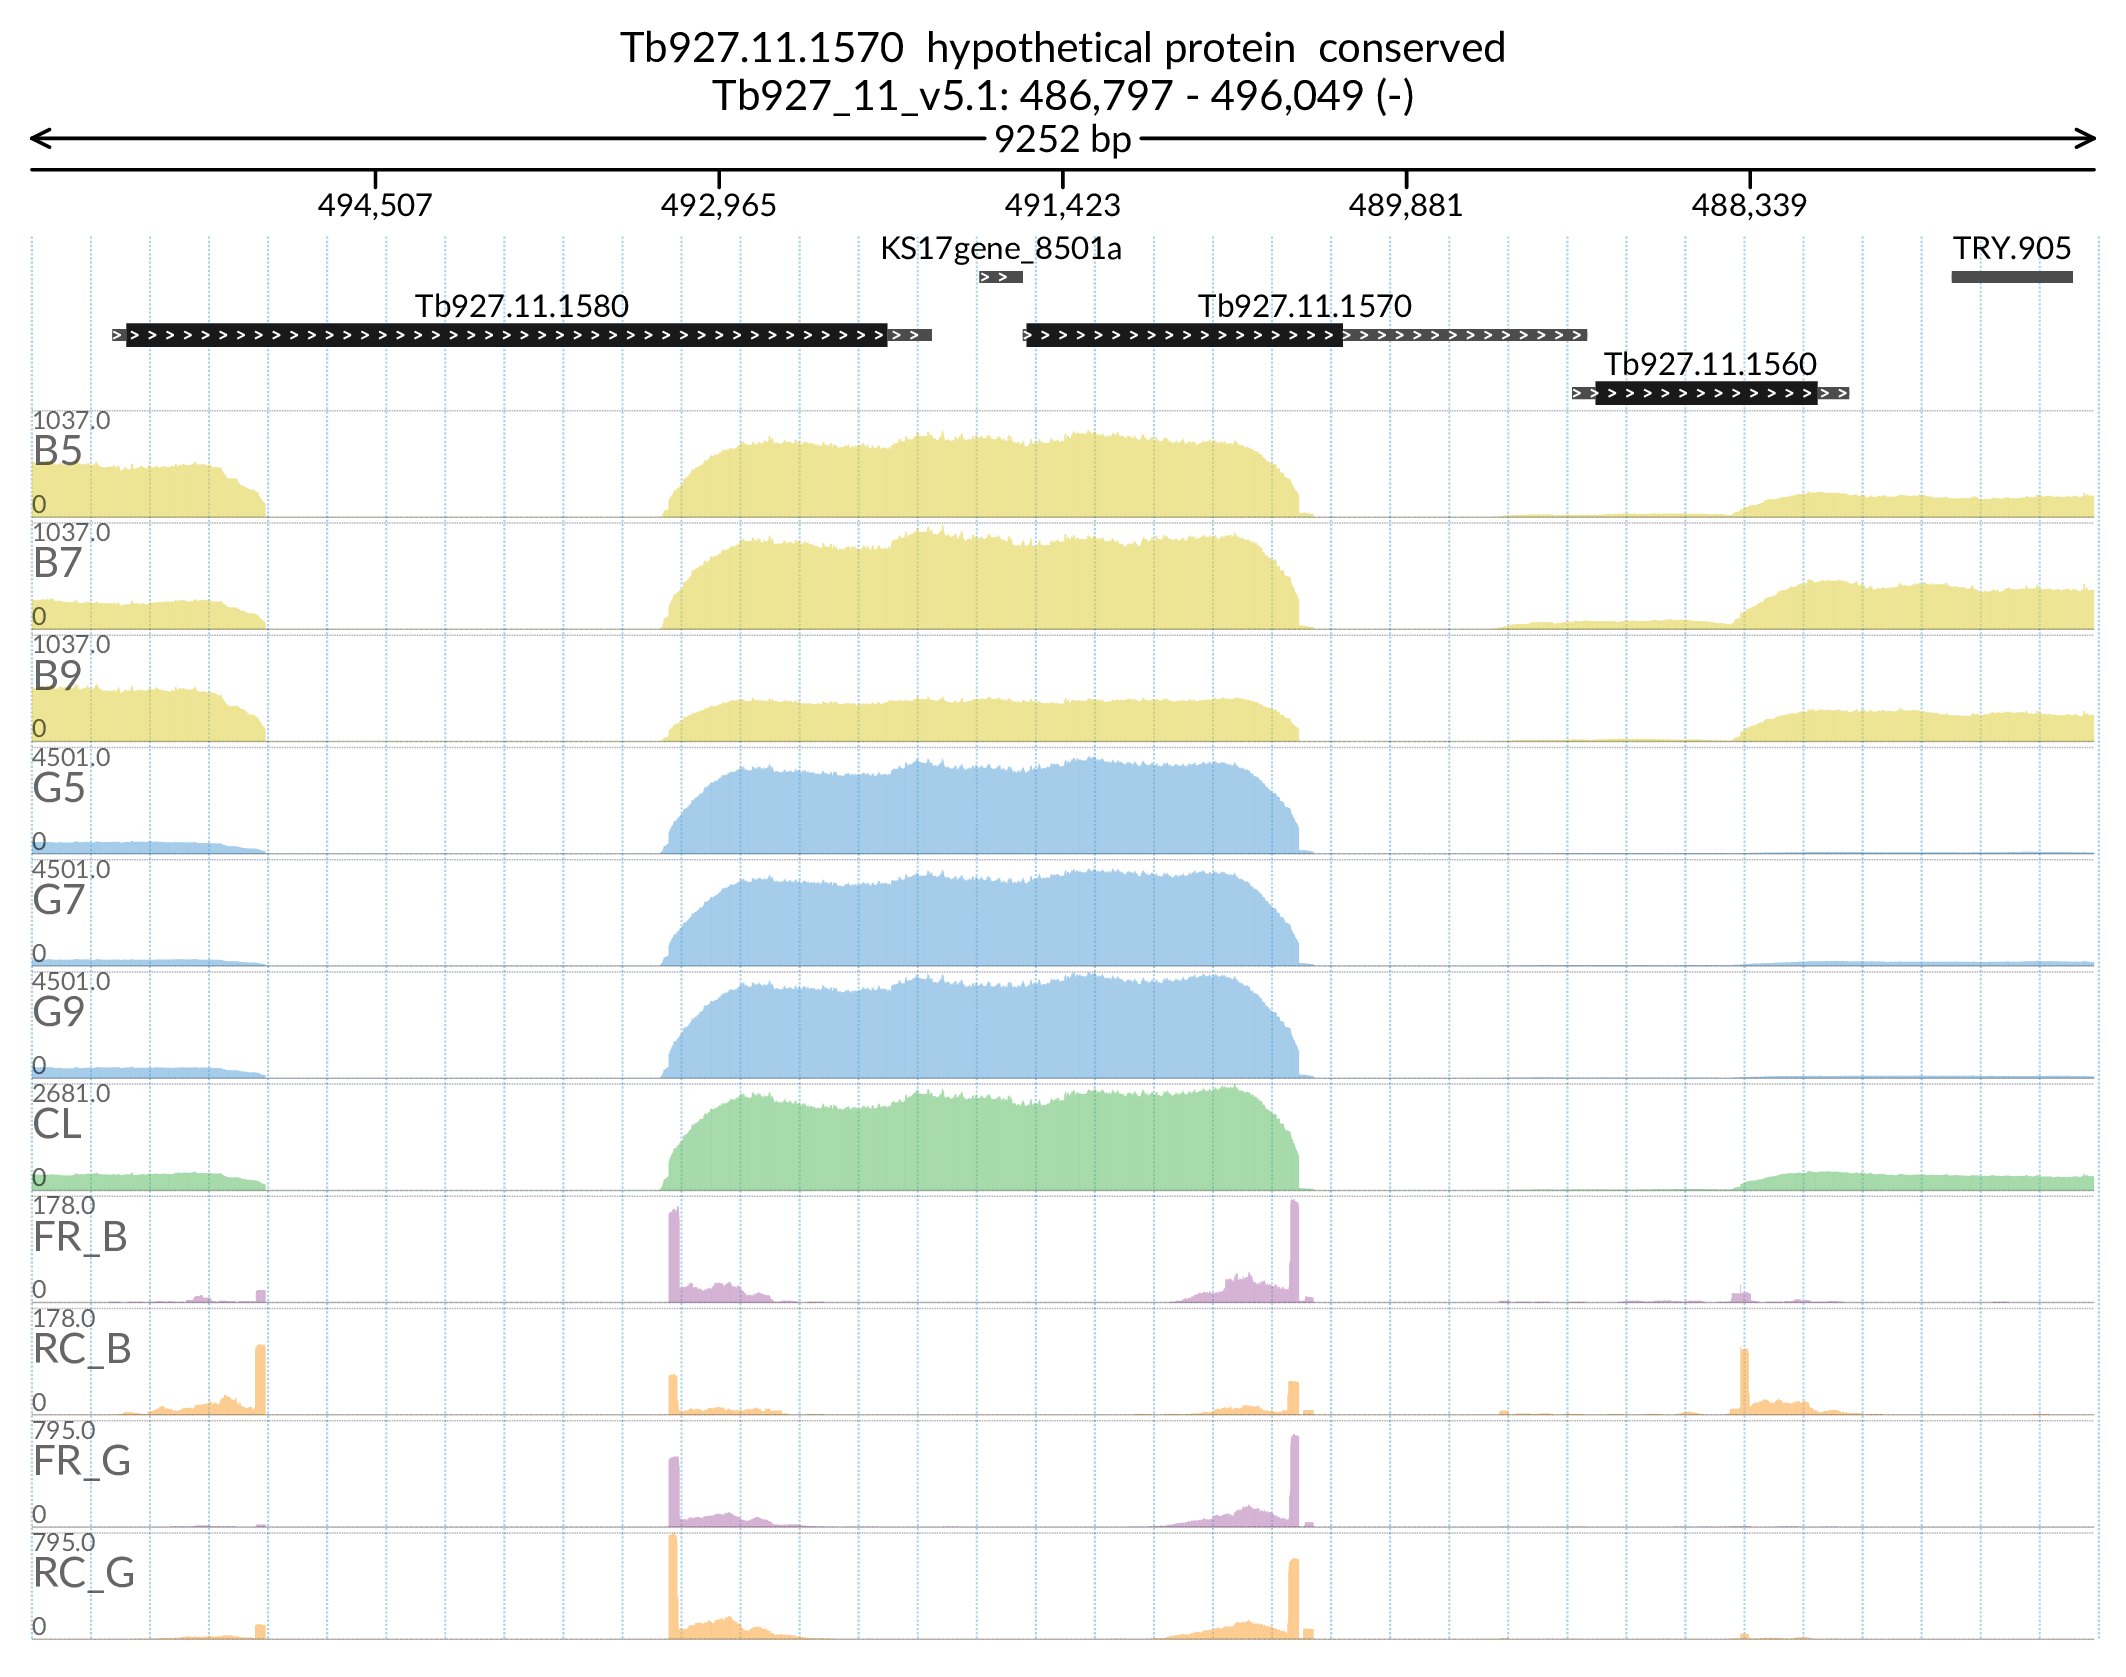 Tb927.11.1570  hypothetical protein  conserved
Tb927_11_v5.1: 486,797 - 496,049 (-)
9252 bp
494,507 492,965 491,423 489,881 488,339
KS17gene_8501a TRY.905
Tb927.11.1580 Tb927.11.1570
Tb927.11.1560
1037.0
B5
0
1037.0
B7
0
1037.0
B9
0
4501.0
G5
0
4501.0
G7
0
4501.0
G9
0
2681.0
CL
0
178.0
FR_B
0
178.0
RC_B
0
795.0
FR_G
0
795.0
RC_G
0